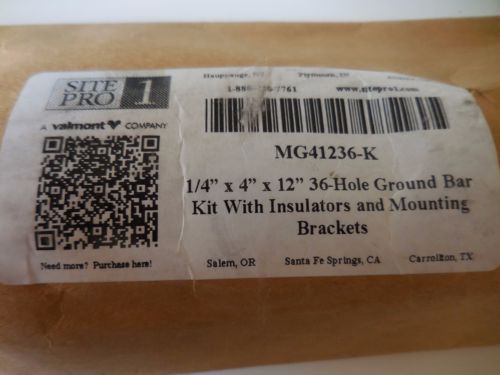 SITE PRO 1
A valmont COMPANY
Hauppauge, NY Plymouth, IN
www.sitepro1.com
MG41236-K
1/4” x 4” x 12” 36-Hole Ground Bar
Kit With Insulators and Mounting
Brackets
Need more? Purchase here!
Salem, OR Santa Fe Springs, CA Carrollton, TX